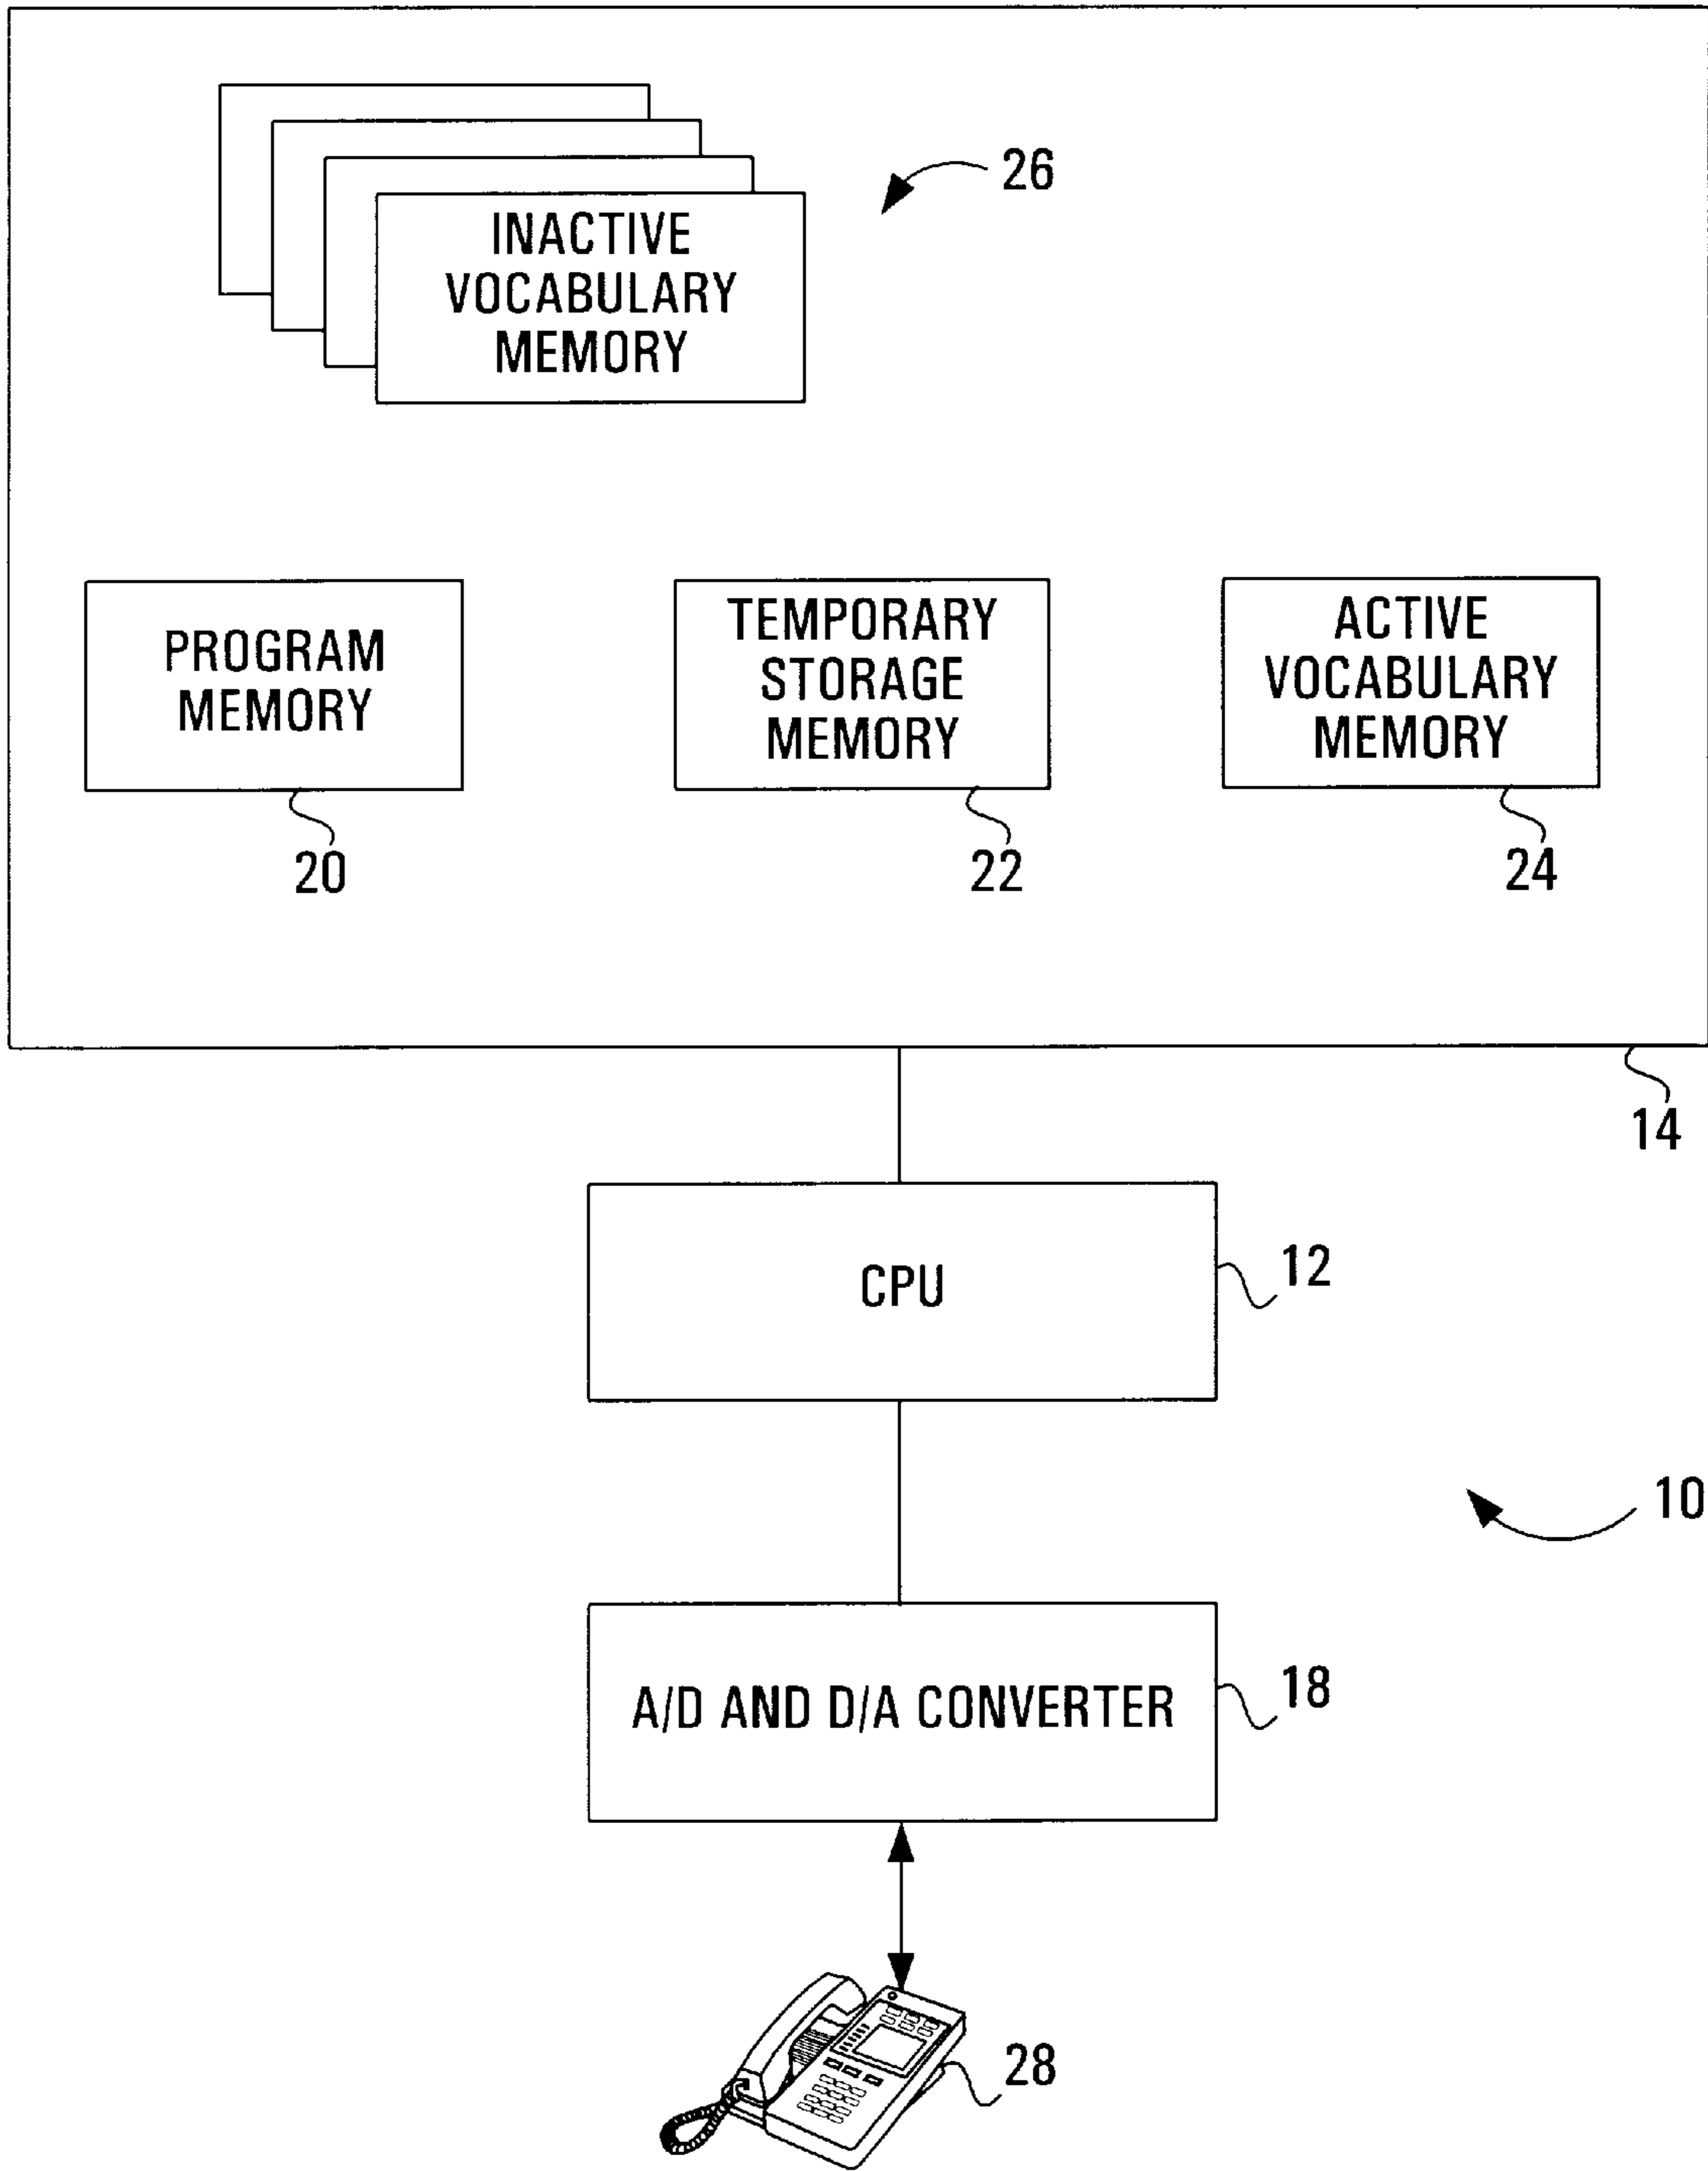 26
INACTIVE
VOCABULARY
MEMORY
PROGRAM
MEMORY
20
TEMPORARY
STORAGE
MEMORY
22
ACTIVE
VOCABULARY
MEMORY
24
14
CPU
12
10
A/D AND D/A CONVERTER
18
28